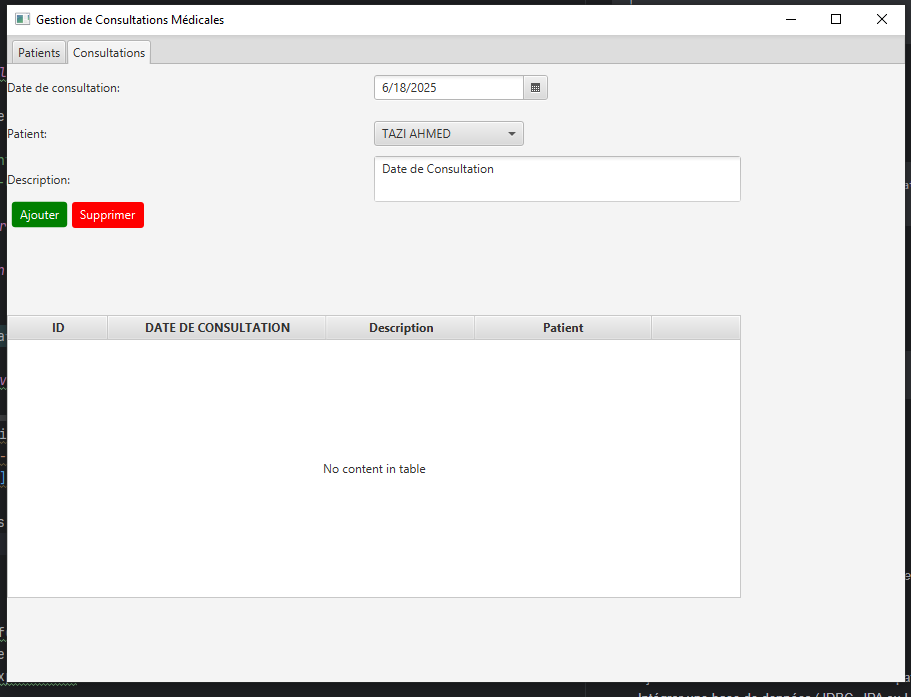 Gestion de Consultations Médicales
Patients Consultations
Date de consultation: 6/18/2025
Patient: TAZI AHMED
Date de Consultation
Description:
Ajouter Supprimer
ID DATE DE CONSULTATION Description Patient
No content in table